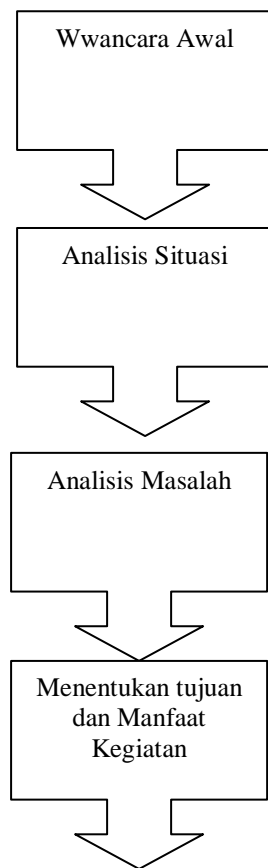 Wwancara Awal
Analisis Situasi
Analisis Masalah
Menentukan tujuan
dan Manfaat
Kegiatan